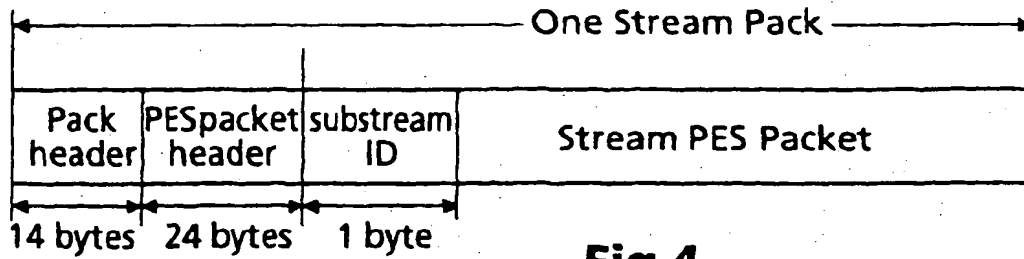 One Stream Pack
Pack header
PESpacket header
substream ID
Stream PES Packet
14 bytes
24 bytes
1 byte
Fig 4